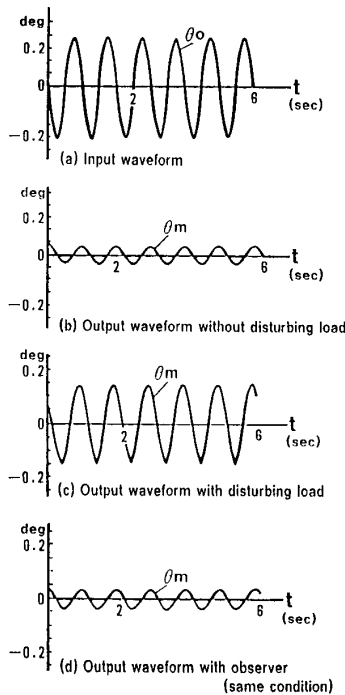 deg
0.2
θo
0
2
6
t
(sec)
−0.2
(a) Input waveform
deg
0.2
θm
0
2
6
t
(sec)
−0.2
(b) Output waveform without disturbing load
deg
0.2
θm
0
2
6
t
(sec)
−0.2
(c) Output waveform with disturbing load
deg
0.2
θm
0
2
6
t
(sec)
−0.2
(d) Output waveform with observer
(same condition)